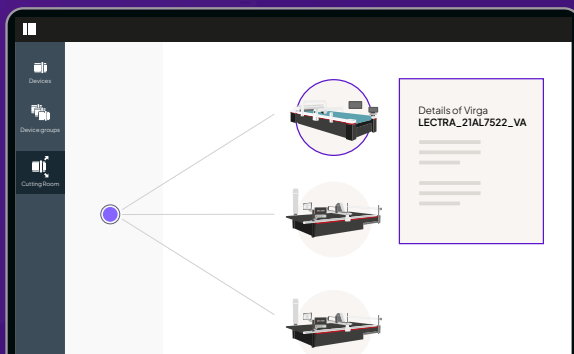 Devices
Device groups
Cutting Room
Details of Virga
LECTRA_21AL7522_VA